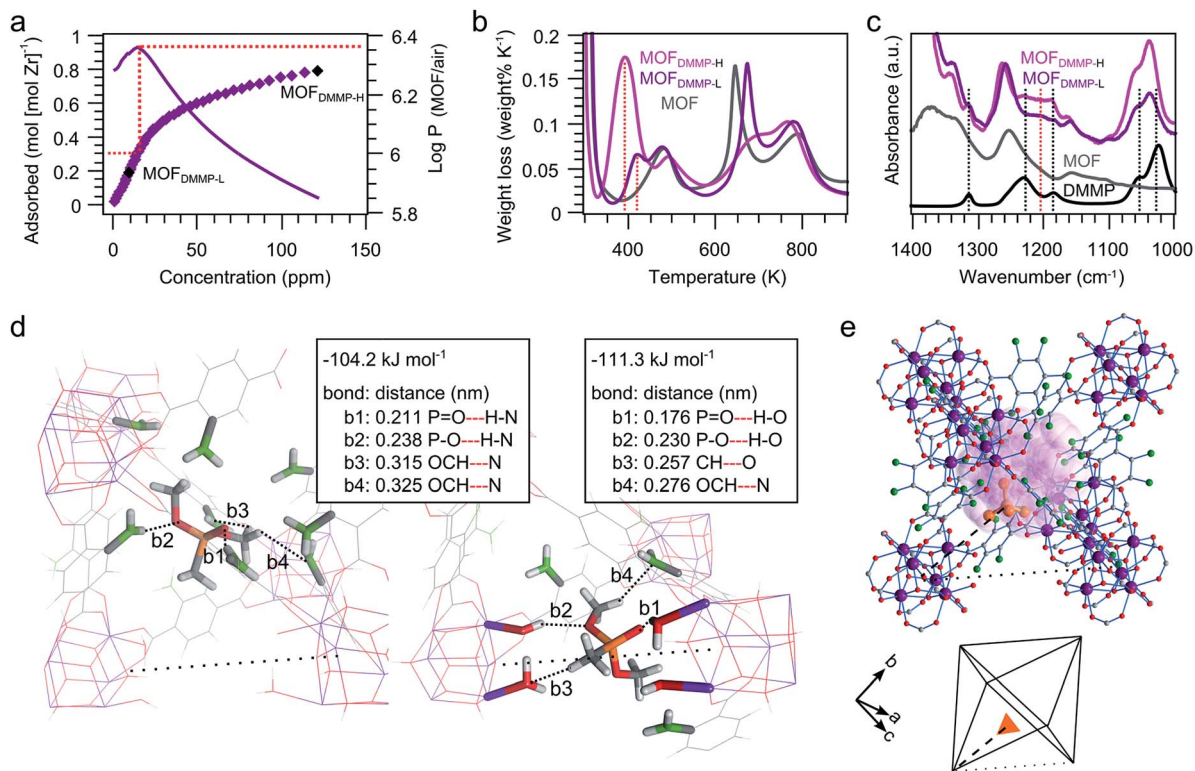 a
Adsorbed (mol [mol Zr]⁻¹)
1
0.8
0.6
0.4
0.2
0
6.4
6.2
6
5.8
Log P (MOF/air)
MOF_DMMP-H
MOF_DMMP-L
0 20 40 60 80 100 120 150
Concentration (ppm)
b
Weight loss (weight% K⁻¹)
0.2
0.15
0.1
0.05
0
MOF_DMMP-H
MOF_DMMP-L
MOF
400 600 800
Temperature (K)
c
Absorbance (a.u.)
MOF_DMMP-H
MOF_DMMP-L
MOF
DMMP
1400 1300 1200 1100 1000
Wavenumber (cm⁻¹)
d
-104.2 kJ mol⁻¹
bond: distance (nm)
b1: 0.211 P=O---H-N
b2: 0.238 P-O---H-N
b3: 0.315 OCH---N
b4: 0.325 OCH---N
b3
b2
b1
b4
-111.3 kJ mol⁻¹
bond: distance (nm)
b1: 0.176 P=O---H-O
b2: 0.230 P-O---H-O
b3: 0.257 CH---O
b4: 0.276 OCH---N
b4
b2
b1
b3
e
b
a
c